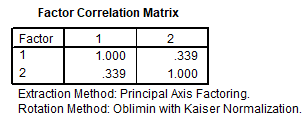 Factor Correlation Matrix
Factor 1 2
1 1.000 .339
2 .339 1.000
Extraction Method: Principal Axis Factoring.
Rotation Method: Oblimin with Kaiser Normalization.